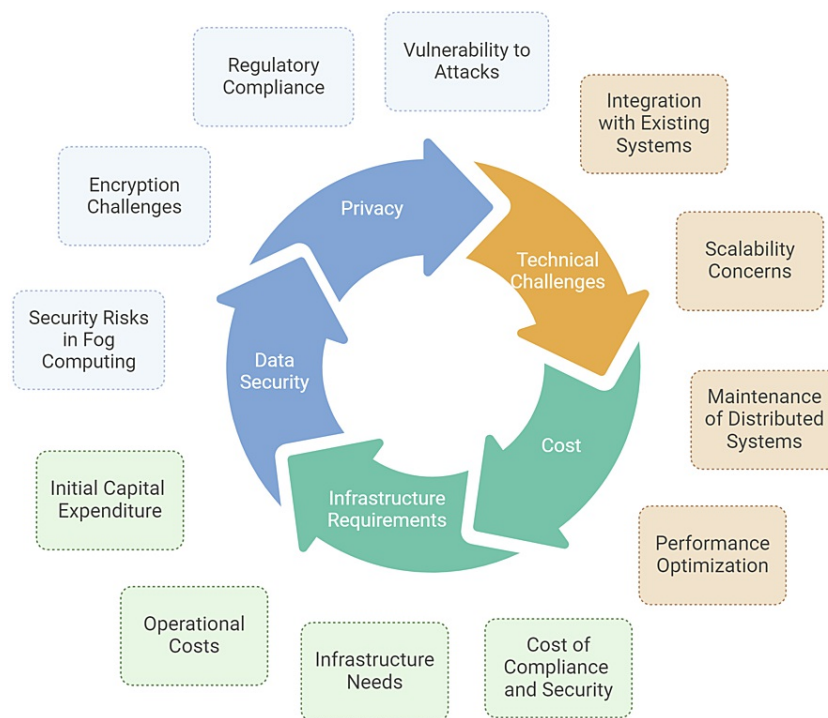 Vulnerability to
Attacks
Regulatory
Compliance
Integration
with Existing
Systems
Encryption
Challenges
Privacy
Technical
Challenges
Scalability
Concerns
Security Risks
in Fog
Computing
Data
Security
Maintenance
of Distributed
Systems
Cost
Initial Capital
Expenditure
Infrastructure
Requirements
Performance
Optimization
Operational
Costs
Infrastructure
Needs
Cost of
Compliance
and Security